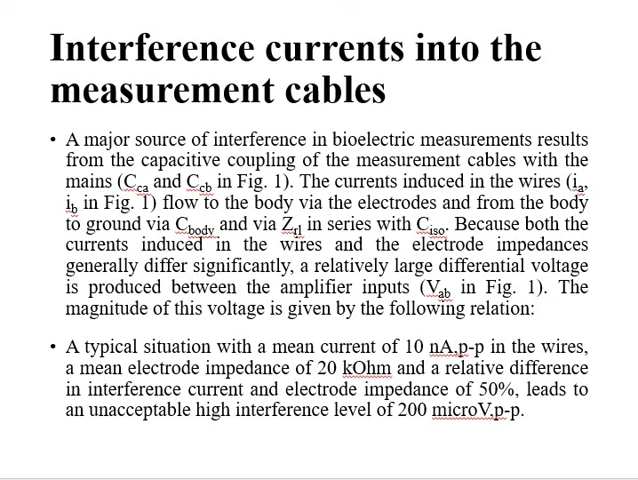 Interference currents into the
measurement cables
• A major source of interference in bioelectric measurements results
from the capacitive coupling of the measurement cables with the
mains (Cca and Ccb in Fig. 1). The currents induced in the wires (ia,
ib in Fig. 1) flow to the body via the electrodes and from the body
to ground via Cbody and via Zrl in series with Ciso. Because both the
currents induced in the wires and the electrode impedances
generally differ significantly, a relatively large differential voltage
is produced between the amplifier inputs (Vab in Fig. 1). The
magnitude of this voltage is given by the following relation:
• A typical situation with a mean current of 10 nA,p-p in the wires,
a mean electrode impedance of 20 kOhm and a relative difference
in interference current and electrode impedance of 50%, leads to
an unacceptable high interference level of 200 microV,p-p.